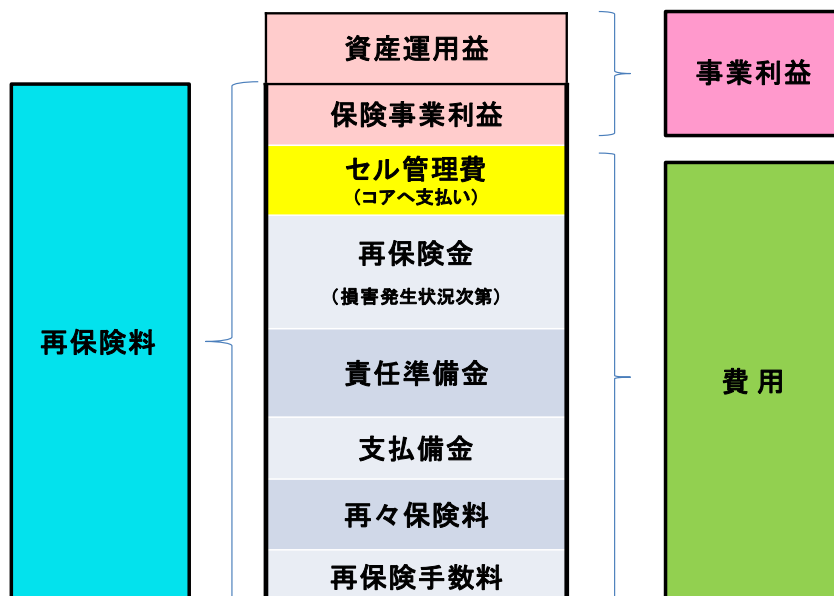 再保険料
資産運用益
保険事業利益
セル管理費
（コアへ支払い）
再保険金
（損害発生状況次第）
責任準備金
支払備金
再々保険料
再保険手数料
事業利益
費 用